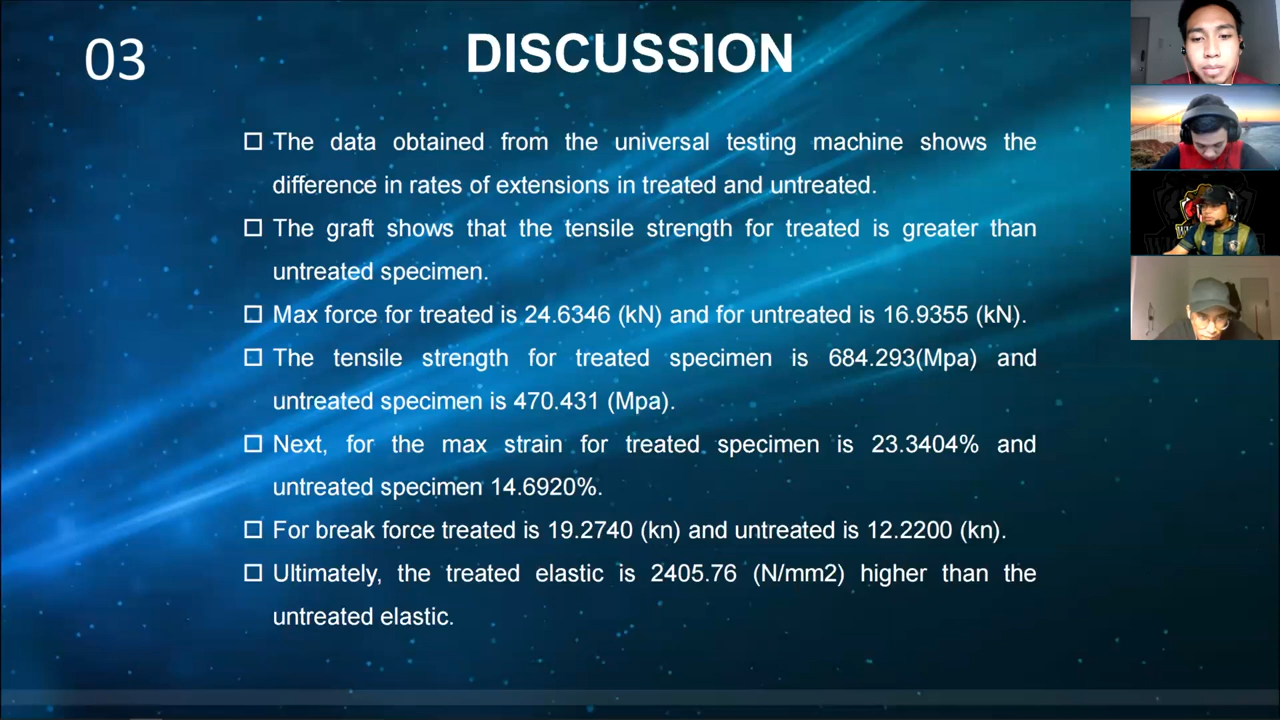 03
DISCUSSION
The data obtained from the universal testing machine shows the
difference in rates of extensions in treated and untreated.
The graft shows that the tensile strength for treated is greater than
untreated specimen.
Max force for treated is 24.6346 (kN) and for untreated is 16.9355 (kN).
The tensile strength for treated specimen is 684.293(Mpa) and
untreated specimen is 470.431 (Mpa).
Next, for the max strain for treated specimen is 23.3404% and
untreated specimen 14.6920%.
For break force treated is 19.2740 (kn) and untreated is 12.2200 (kn).
Ultimately, the treated elastic is 2405.76 (N/mm2) higher than the
untreated elastic.